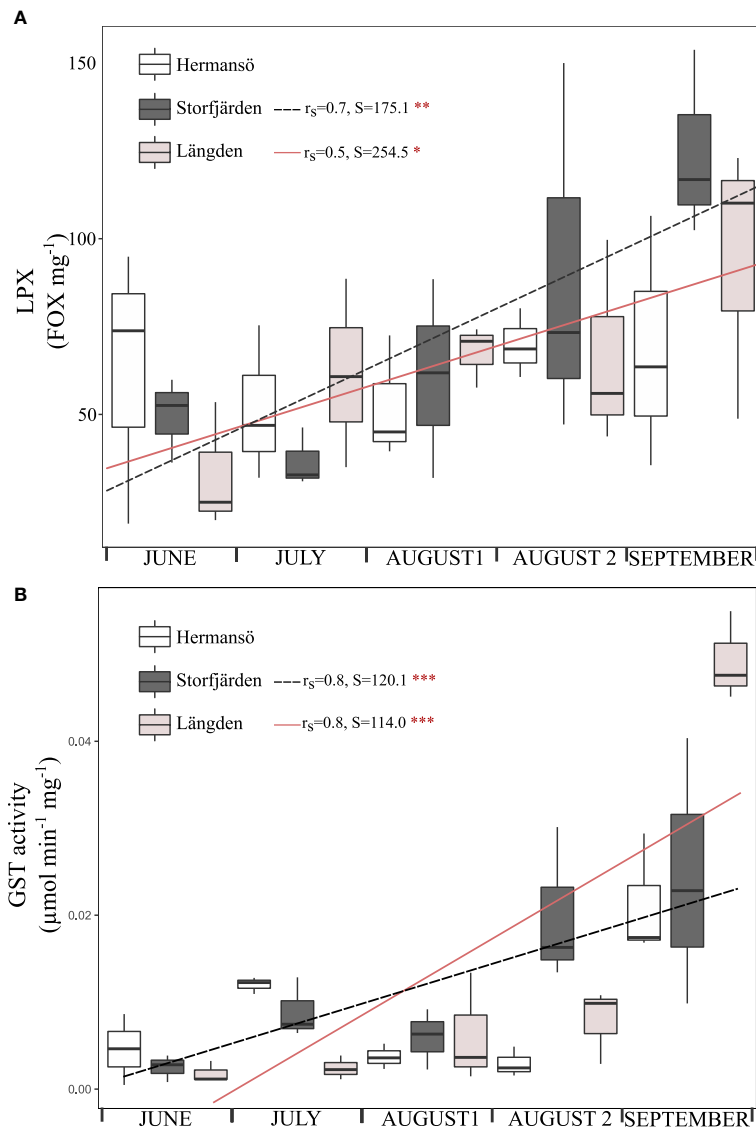 A
150
100
50
LPX
(FOX mg⁻¹)
Hermansö
Storfjärden
rₛ=0.7, S=175.1 **
Längden
rₛ=0.5, S=254.5 *
JUNE
JULY
AUGUST1
AUGUST 2
SEPTEMBER
B
0.04
0.02
0.00
GST activity
(µmol min⁻¹ mg⁻¹)
Hermansö
Storfjärden
rₛ=0.8, S=120.1 ***
Längden
rₛ=0.8, S=114.0 ***
JUNE
JULY
AUGUST1
AUGUST 2
SEPTEMBER